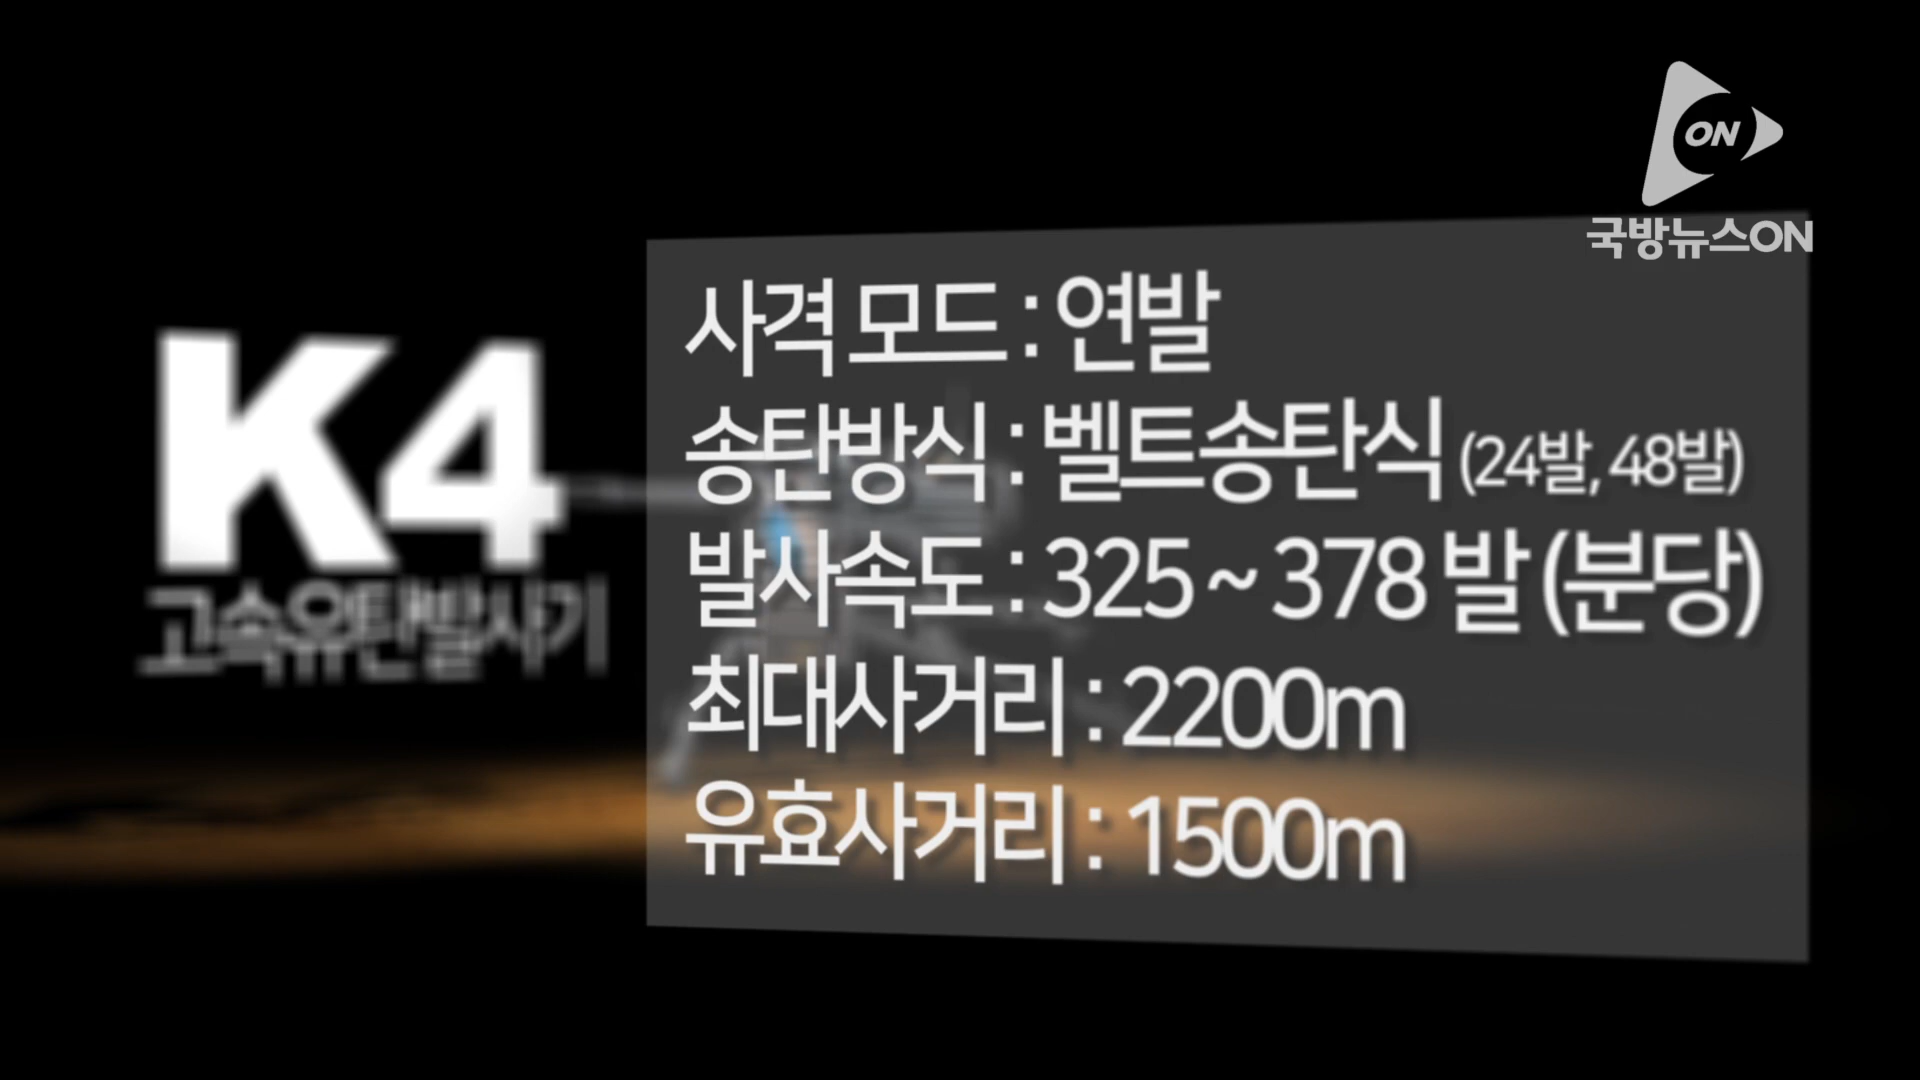 ON
국방뉴스ON
K4
고속유탄발사기
사격 모드 : 연발
송탄방식 : 벨트송탄식 (24발, 48발)
발사속도 : 325 ~ 378 발 (분당)
최대사거리 : 2200m
유효사거리 : 1500m